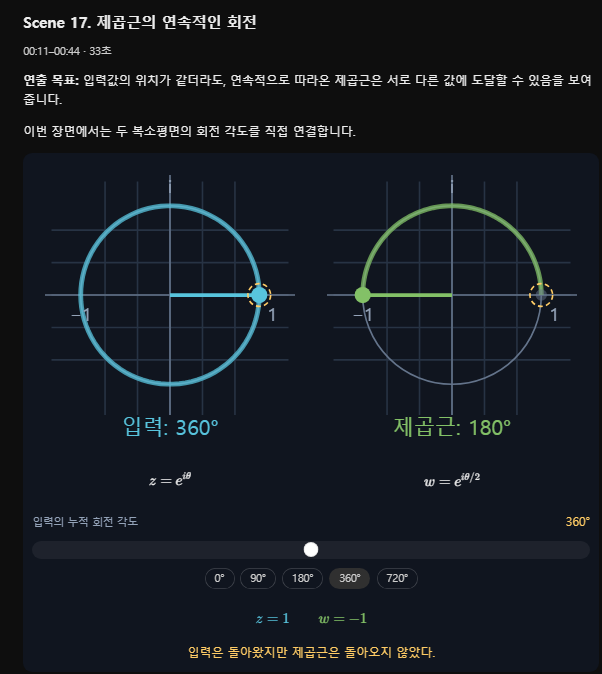 Scene 17. 제곱근의 연속적인 회전
00:11–00:44 · 33초
연출 목표: 입력값의 위치가 같더라도, 연속적으로 따라온 제곱근은 서로 다른 값에 도달할 수 있음을 보여
줍니다.
이번 장면에서는 두 복소평면의 회전 각도를 직접 연결합니다.
i
i
−1
1
−1
1
입력: 360°
제곱근: 180°
z = e^{iθ}
w = e^{iθ/2}
입력의 누적 회전 각도
360°
0°
90°
180°
360°
720°
z = 1
w = −1
입력은 돌아왔지만 제곱근은 돌아오지 않았다.